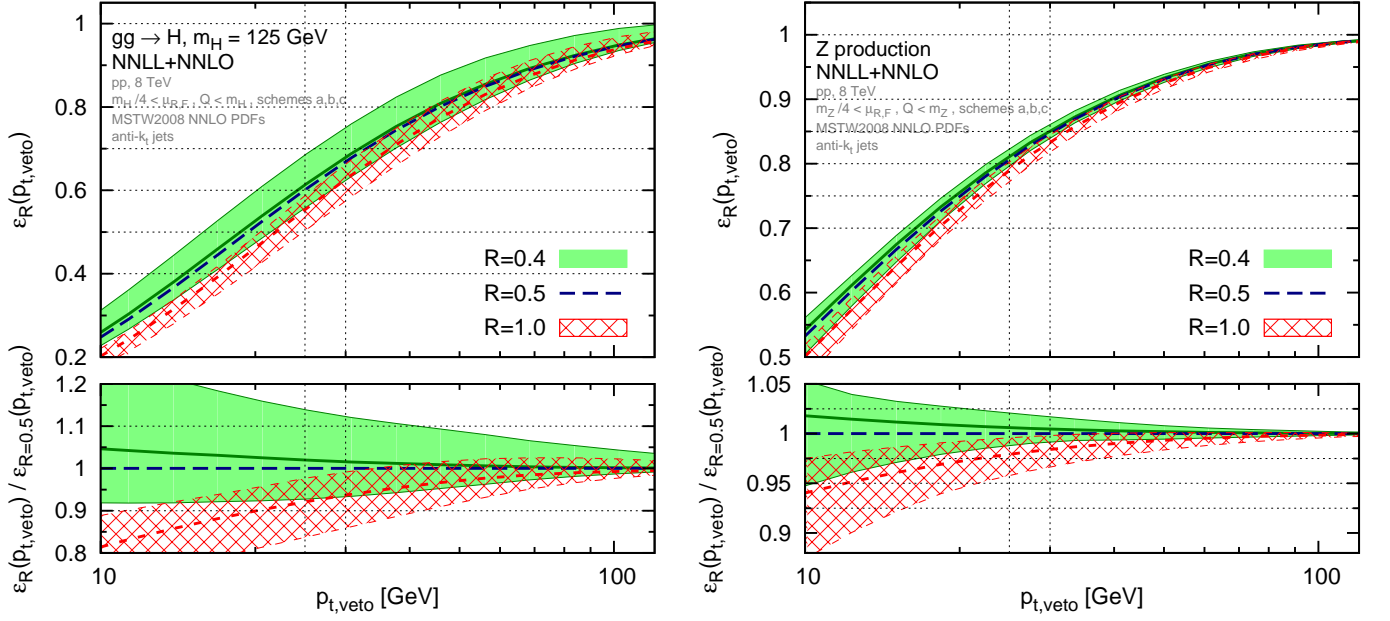 gg → H, m_H = 125 GeV
NNLL+NNLO
pp, 8 TeV
m_H /4 < μ_R,F , Q < m_H , schemes a,b,c
MSTW2008 NNLO PDFs
anti-k_t jets
ε_R(p_t,veto)
1
0.8
0.6
0.4
0.2
R=0.4
R=0.5
R=1.0
ε_R(p_t,veto) / ε_R=0.5(p_t,veto)
1.2
1.1
1
0.9
0.8
10
100
p_t,veto [GeV]
Z production
NNLL+NNLO
pp, 8 TeV
m_Z /4 < μ_R,F , Q < m_Z , schemes a,b,c
MSTW2008 NNLO PDFs
anti-k_t jets
ε_R(p_t,veto)
1
0.9
0.8
0.7
0.6
0.5
R=0.4
R=0.5
R=1.0
ε_R(p_t,veto) / ε_R=0.5(p_t,veto)
1.05
1
0.95
0.9
10
100
p_t,veto [GeV]